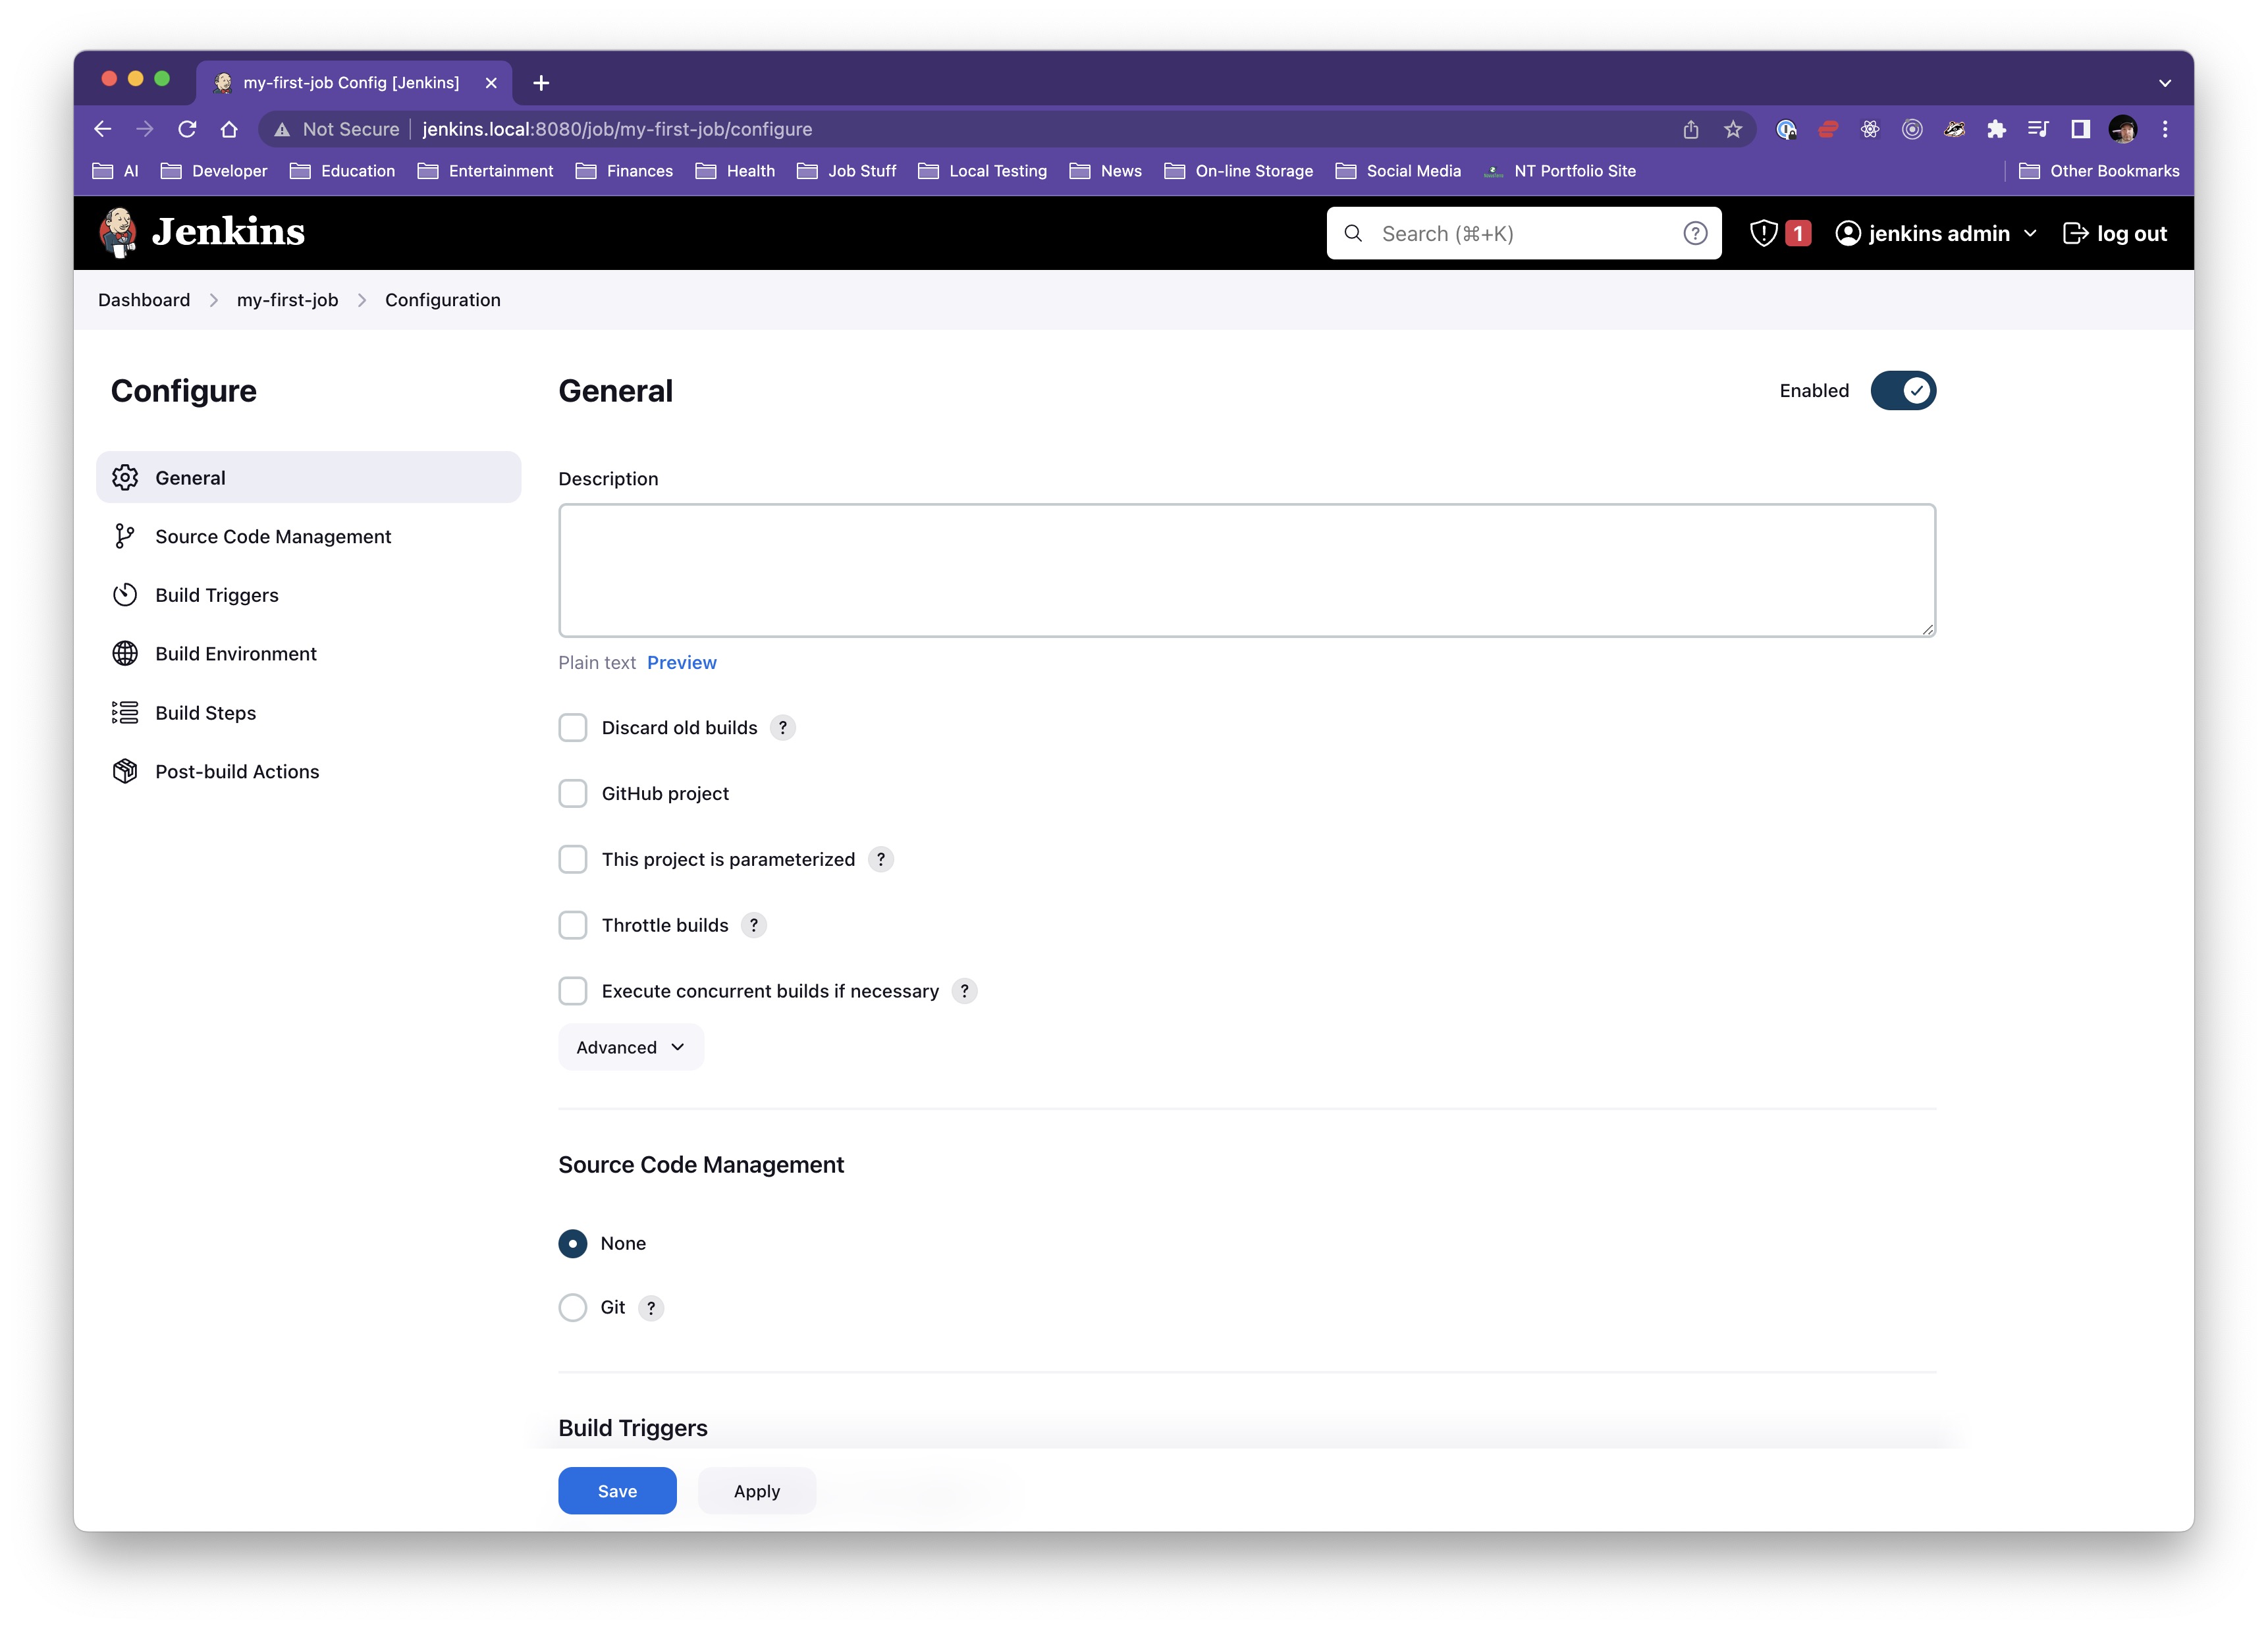 my-first-job Config [Jenkins]
Not Secure jenkins.local:8080/job/my-first-job/configure
AI Developer Education Entertainment Finances Health Job Stuff Local Testing News On-line Storage Social Media NT Portfolio Site Other Bookmarks
Jenkins Search (⌘+K) ? 1 jenkins admin log out
Dashboard my-first-job Configuration
Configure
General
Source Code Management
Build Triggers
Build Environment
Build Steps
Post-build Actions
General Enabled
Description
Plain text Preview
Discard old builds ?
GitHub project
This project is parameterized ?
Throttle builds ?
Execute concurrent builds if necessary ?
Advanced
Source Code Management
None
Git ?
Build Triggers
Save Apply